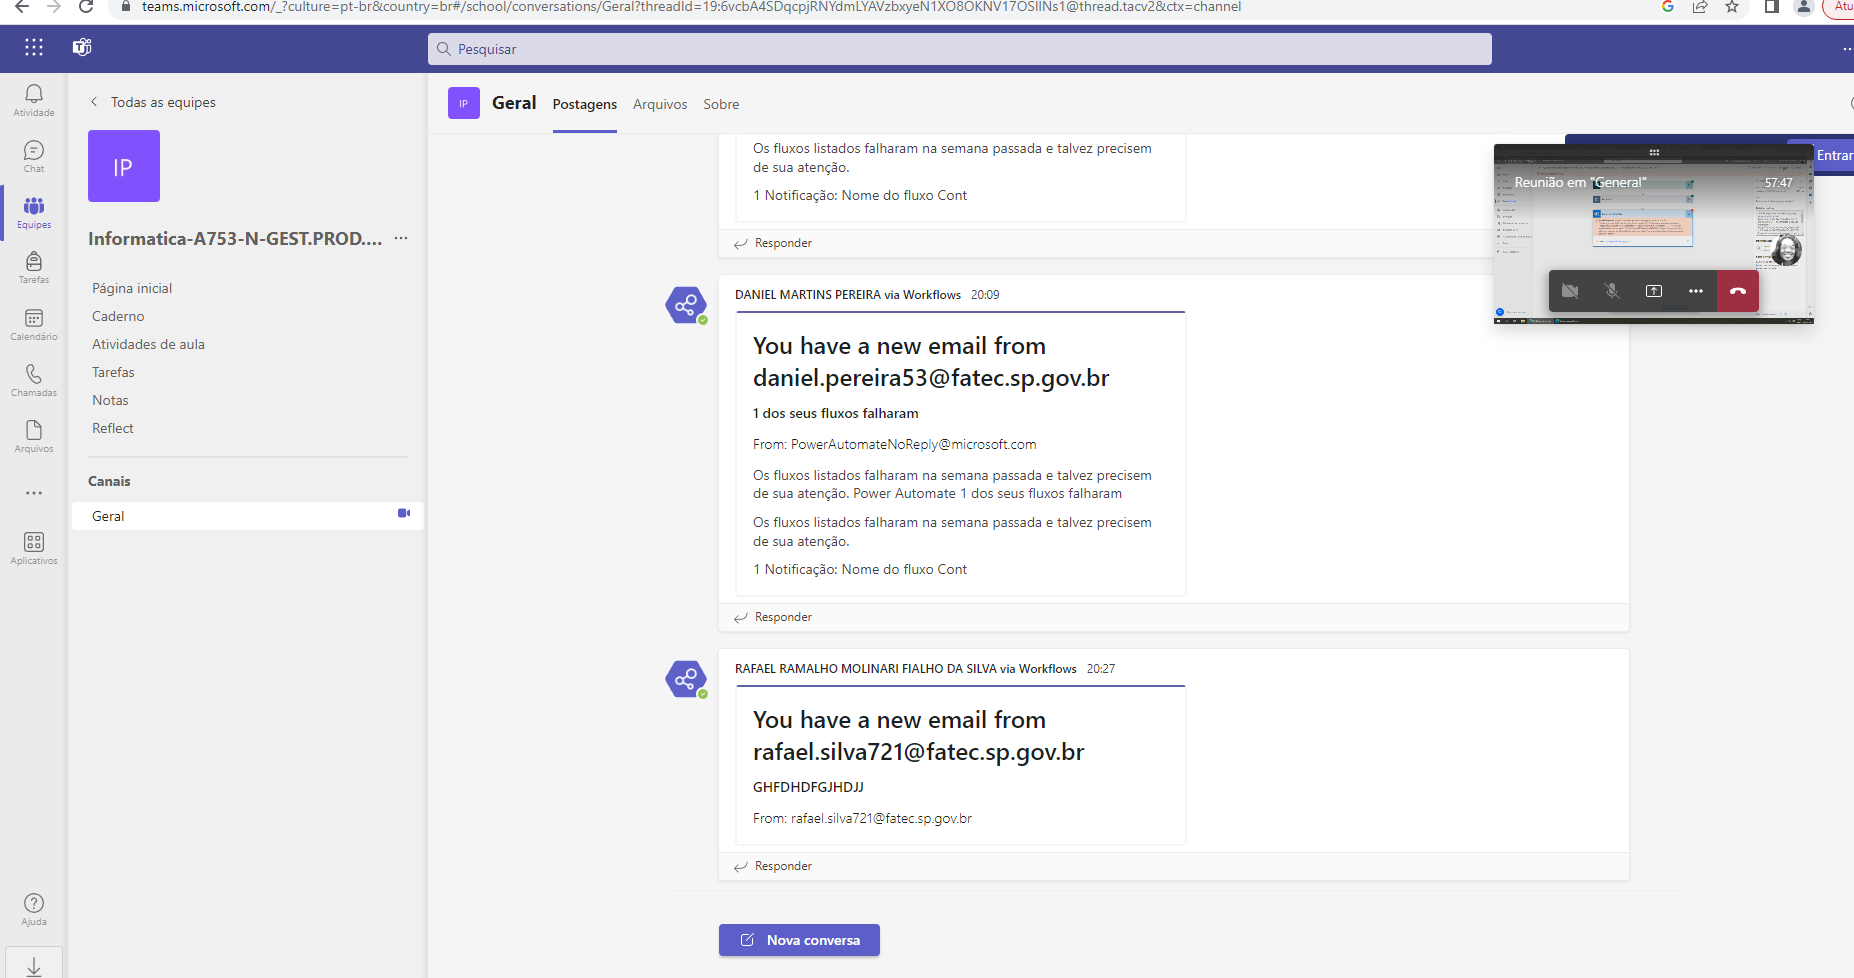 teams.microsoft.com/_?culture=pt-br&country=br#/school/conversations/Geral?threadId=19:6vcbA4SDqcpjRNYdmLYAVzbxyeN1XO8OKNV17OSIINs1@thread.tacv2&ctx=channel
Atu
Pesquisar
Atividade
Chat
Equipes
Tarefas
Calendário
Chamadas
Arquivos
Aplicativos
Ajuda
Todas as equipes
IP
Informatica-A753-N-GEST.PROD....
Página inicial
Caderno
Atividades de aula
Tarefas
Notas
Reflect
Canais
Geral
IP
Geral
Postagens
Arquivos
Sobre
Entrar
Reunião em "General"
57:47
Os fluxos listados falharam na semana passada e talvez precisem
de sua atenção.
1 Notificação: Nome do fluxo Cont
Responder
DANIEL MARTINS PEREIRA via Workflows 20:09
You have a new email from
daniel.pereira53@fatec.sp.gov.br
1 dos seus fluxos falharam
From: PowerAutomateNoReply@microsoft.com
Os fluxos listados falharam na semana passada e talvez precisem
de sua atenção. Power Automate 1 dos seus fluxos falharam
Os fluxos listados falharam na semana passada e talvez precisem
de sua atenção.
1 Notificação: Nome do fluxo Cont
Responder
RAFAEL RAMALHO MOLINARI FIALHO DA SILVA via Workflows 20:27
You have a new email from
rafael.silva721@fatec.sp.gov.br
GHFDHDFGJHDJJ
From: rafael.silva721@fatec.sp.gov.br
Responder
Nova conversa